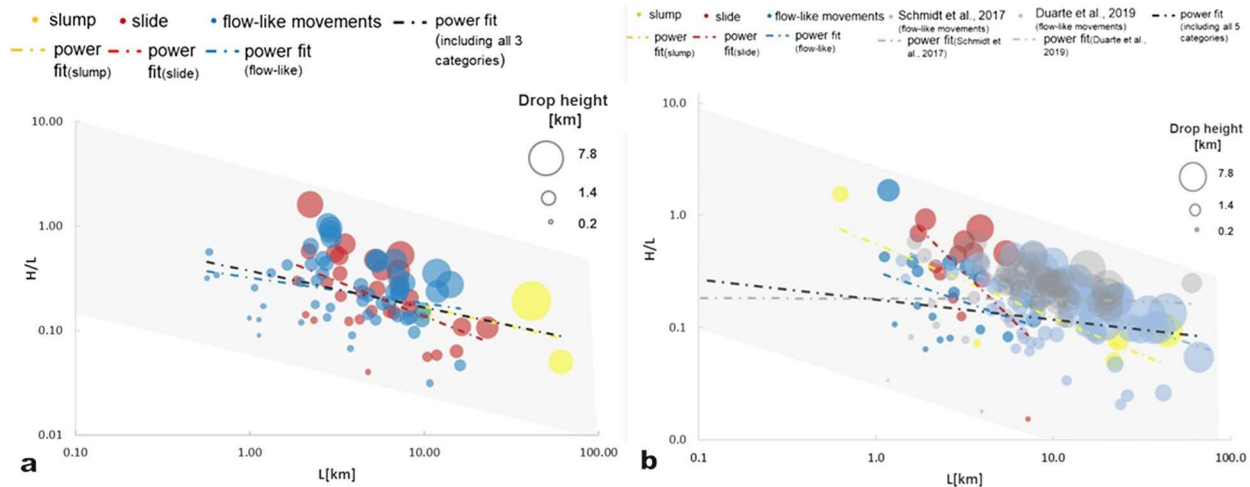 slump
slide
flow-like movements
power fit
(including all 3
categories)
power
fit(slump)
power
fit(slide)
power fit
(flow-like)
Drop height
[km]
7.8
1.4
0.2
10.00
1.00
0.10
0.01
H/L
0.10
1.00
10.00
100.00
L[km]
a
slump
slide
flow-like movements
Schmidt et al., 2017
(flow-like movements)
Duarte et al., 2019
(flow-like movements)
power fit
(including all 5
categories)
power
fit(slump)
power
fit(slide)
power fit
(flow-like)
power fit(Schmidt et
al., 2017)
power fit(Duarte et al.,
2019)
Drop height
[km]
7.8
1.4
0.2
10.0
1.0
0.1
0.0
H/L
0.1
1.0
10.0
100.0
L[km]
b